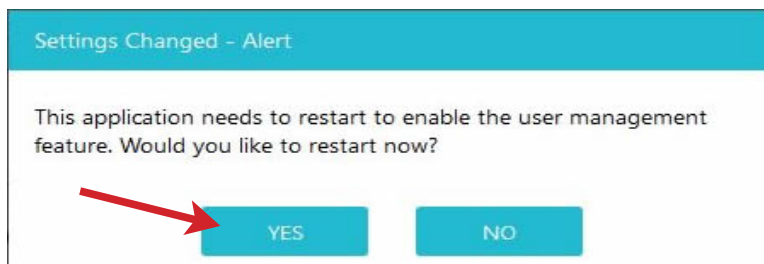 Settings Changed - Alert
This application needs to restart to enable the user management
feature. Would you like to restart now?
YES NO